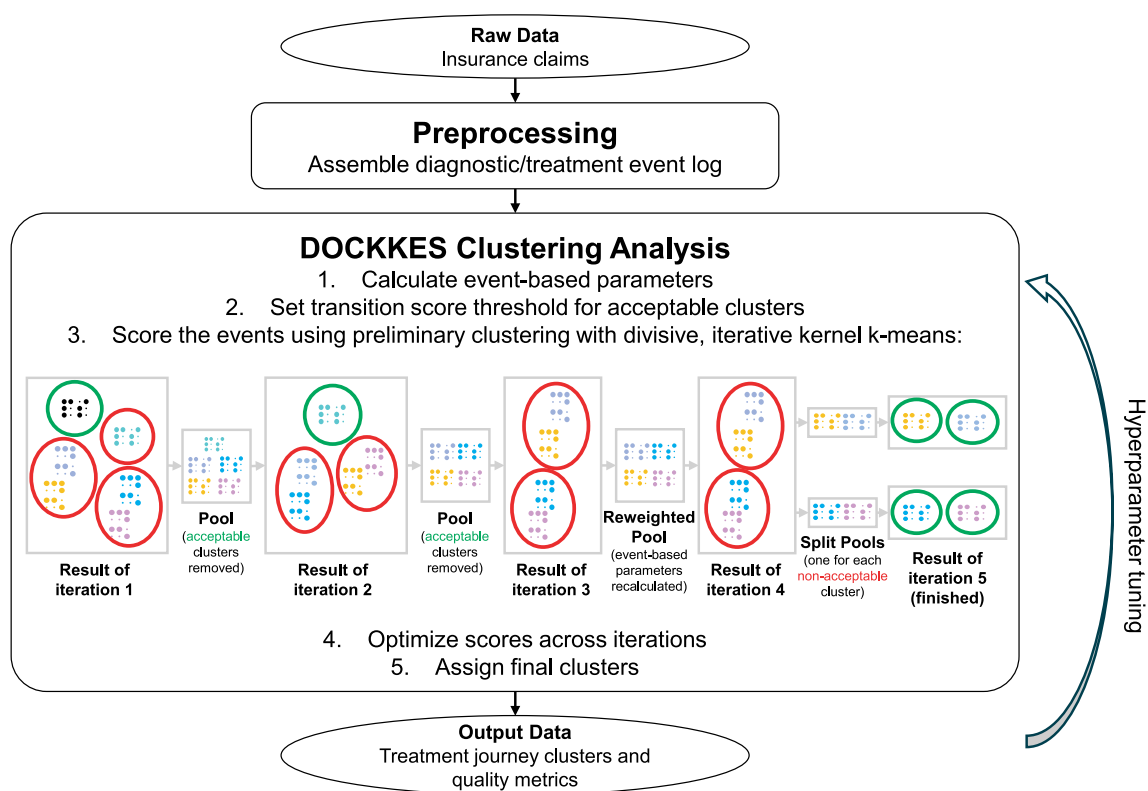 Raw Data
Insurance claims
Preprocessing
Assemble diagnostic/treatment event log
DOCKKES Clustering Analysis
1. Calculate event-based parameters
2. Set transition score threshold for acceptable clusters
3. Score the events using preliminary clustering with divisive, iterative kernel k-means:
Result of
iteration 1
Pool
(acceptable
clusters
removed)
Result of
iteration 2
Pool
(acceptable
clusters
removed)
Result of
iteration 3
Reweighted
Pool
(event-based
parameters
recalculated)
Result of
iteration 4
Split Pools
(one for each
non-acceptable
cluster)
Result of
iteration 5
(finished)
4. Optimize scores across iterations
5. Assign final clusters
Hyperparameter tuning
Output Data
Treatment journey clusters and
quality metrics